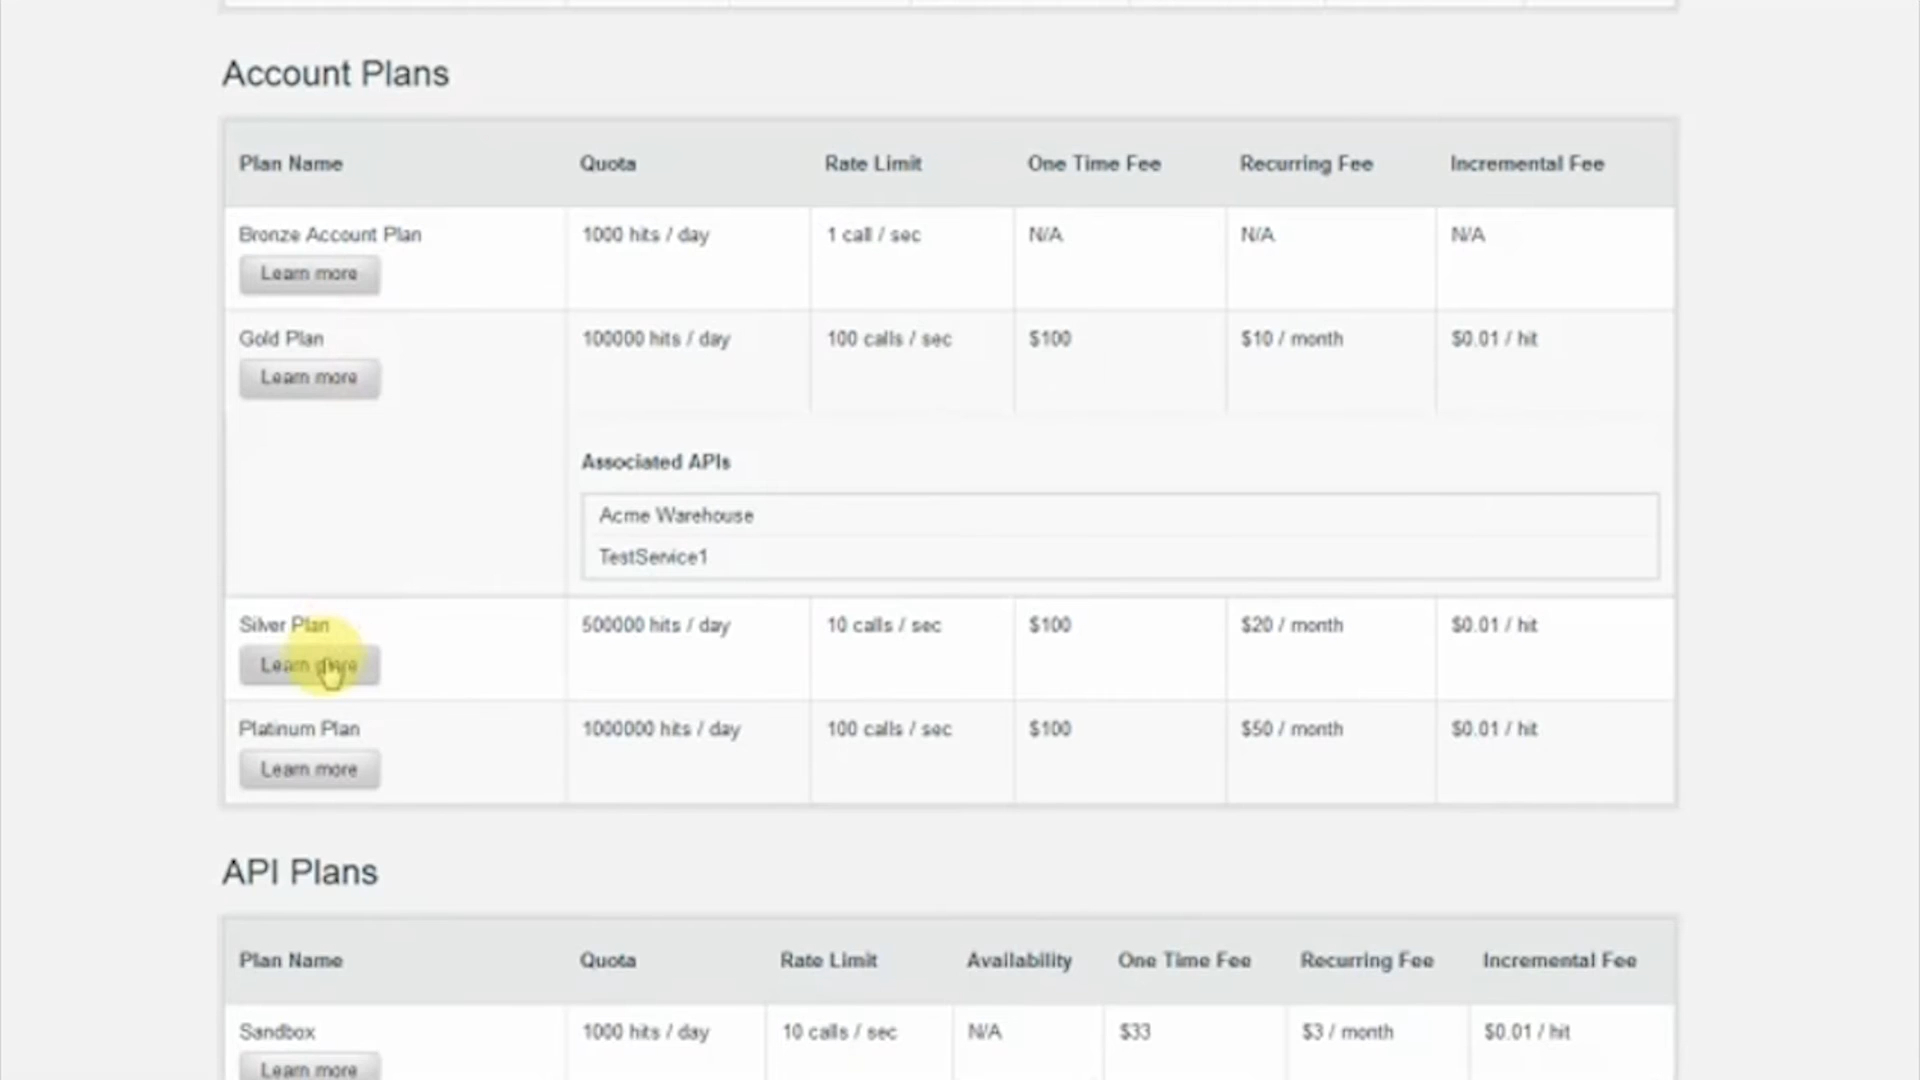 Account Plans
Plan Name Quota Rate Limit One Time Fee Recurring Fee Incremental Fee
Bronze Account Plan 1000 hits / day 1 call / sec N/A N/A N/A
Learn more
Gold Plan 100000 hits / day 100 calls / sec $100 $10 / month $0.01 / hit
Learn more
Associated APIs
Acme Warehouse
TestService1
Silver Plan 500000 hits / day 10 calls / sec $100 $20 / month $0.01 / hit
Learn more
Platinum Plan 1000000 hits / day 100 calls / sec $100 $50 / month $0.01 / hit
Learn more
API Plans
Plan Name Quota Rate Limit Availability One Time Fee Recurring Fee Incremental Fee
Sandbox 1000 hits / day 10 calls / sec N/A $33 $3 / month $0.01 / hit
Learn more